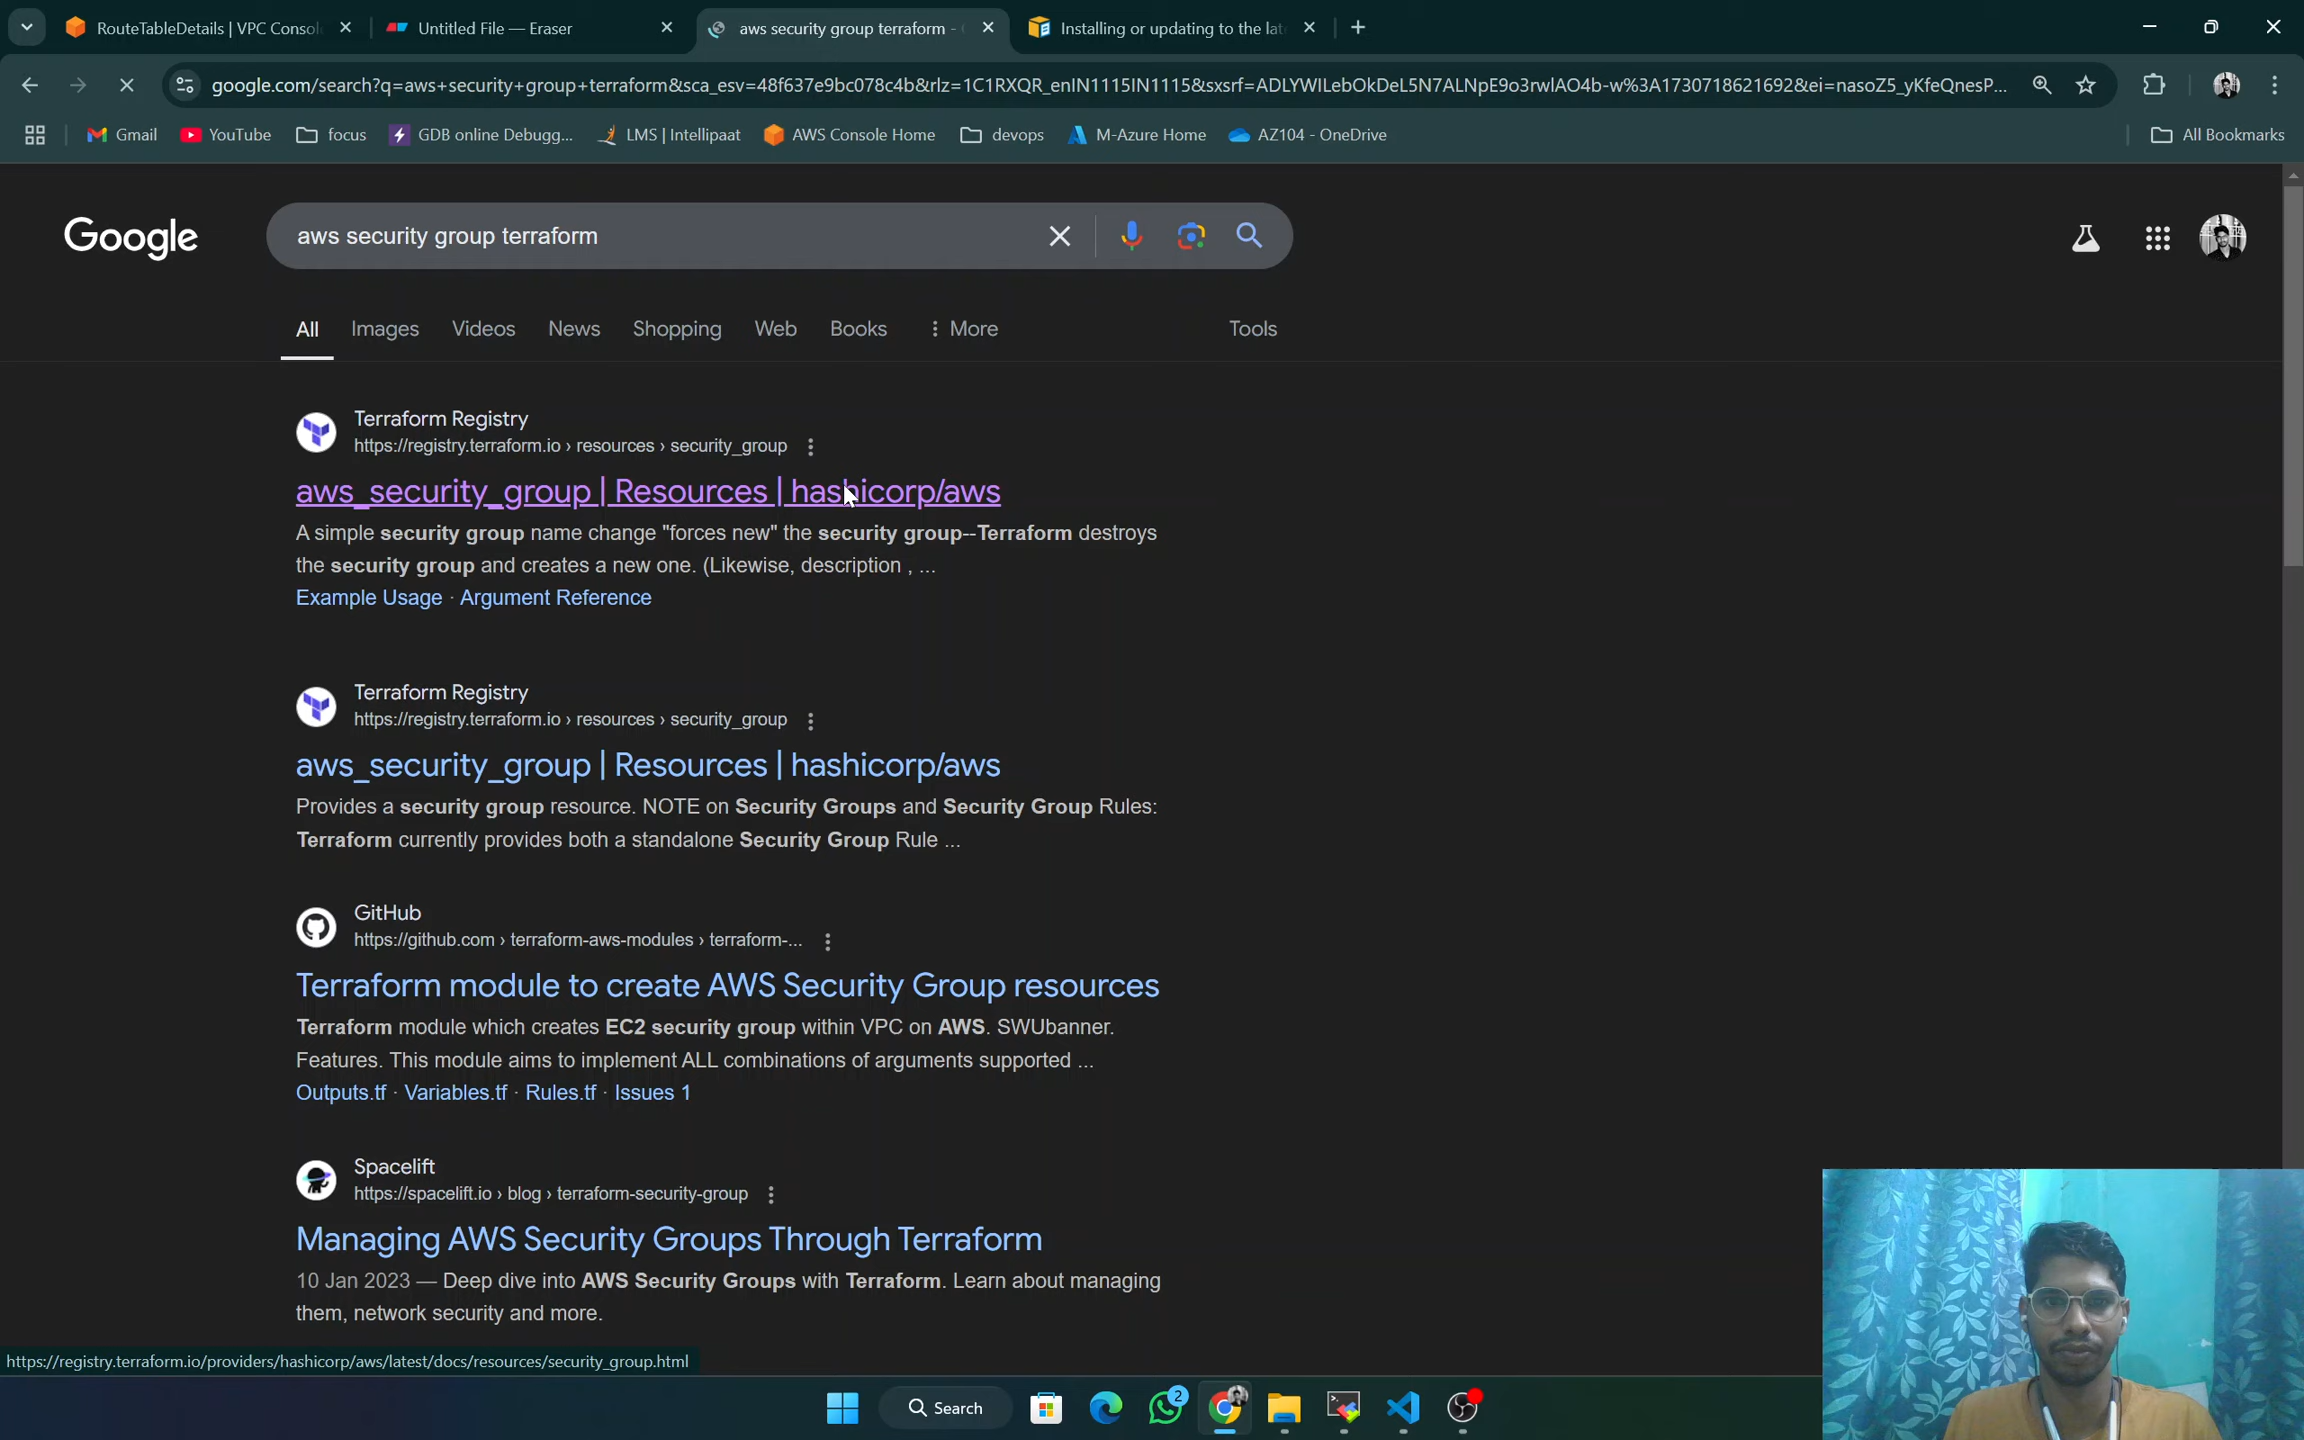 RouteTableDetails | VPC Consol
Untitled File — Eraser
aws security group terraform -
Installing or updating to the lat
google.com/search?q=aws+security+group+terraform&sca_esv=48f637e9bc078c4b&rlz=1C1RXQR_enIN1115IN1115&sxsrf=ADLYWILebOkDeL5N7ALNpE9o3rwlAO4b-w%3A1730718621692&ei=nasoZ5_yKfeQnesP...
Gmail
YouTube
focus
GDB online Debugg...
LMS | Intellipaat
AWS Console Home
devops
M-Azure Home
AZ104 - OneDrive
All Bookmarks
Google
aws security group terraform
All
Images
Videos
News
Shopping
Web
Books
More
Tools
Terraform Registry
https://registry.terraform.io › resources › security_group
aws_security_group | Resources | hashicorp/aws
A simple security group name change "forces new" the security group--Terraform destroys
the security group and creates a new one. (Likewise, description , ...
Example Usage · Argument Reference
Terraform Registry
https://registry.terraform.io › resources › security_group
aws_security_group | Resources | hashicorp/aws
Provides a security group resource. NOTE on Security Groups and Security Group Rules:
Terraform currently provides both a standalone Security Group Rule ...
GitHub
https://github.com › terraform-aws-modules › terraform-...
Terraform module to create AWS Security Group resources
Terraform module which creates EC2 security group within VPC on AWS. SWUbanner.
Features. This module aims to implement ALL combinations of arguments supported ...
Outputs.tf · Variables.tf · Rules.tf · Issues 1
Spacelift
https://spacelift.io › blog › terraform-security-group
Managing AWS Security Groups Through Terraform
10 Jan 2023 — Deep dive into AWS Security Groups with Terraform. Learn about managing
them, network security and more.
https://registry.terraform.io/providers/hashicorp/aws/latest/docs/resources/security_group.html
Search
2